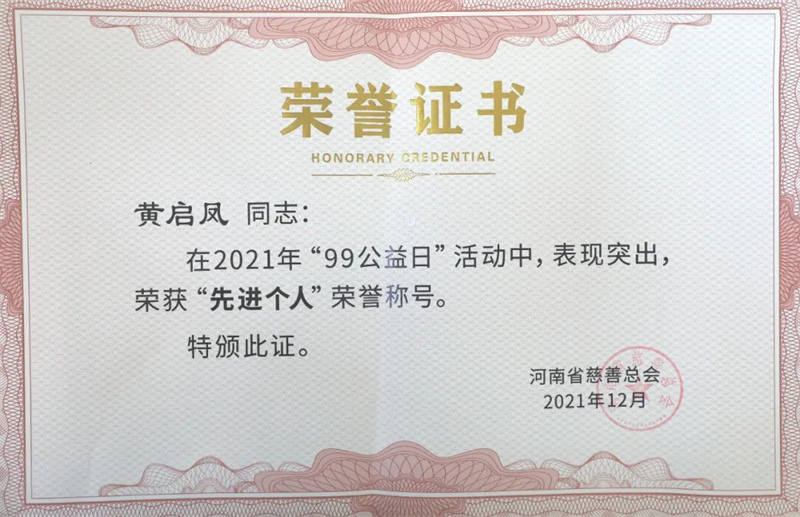 荣誉证书
HONORARY CREDENTIAL
黄启凤 同志：
在2021年“99公益日”活动中，表现突出，
荣获“先进个人”荣誉称号。
特颁此证。
河南省慈善总会
2021年12月